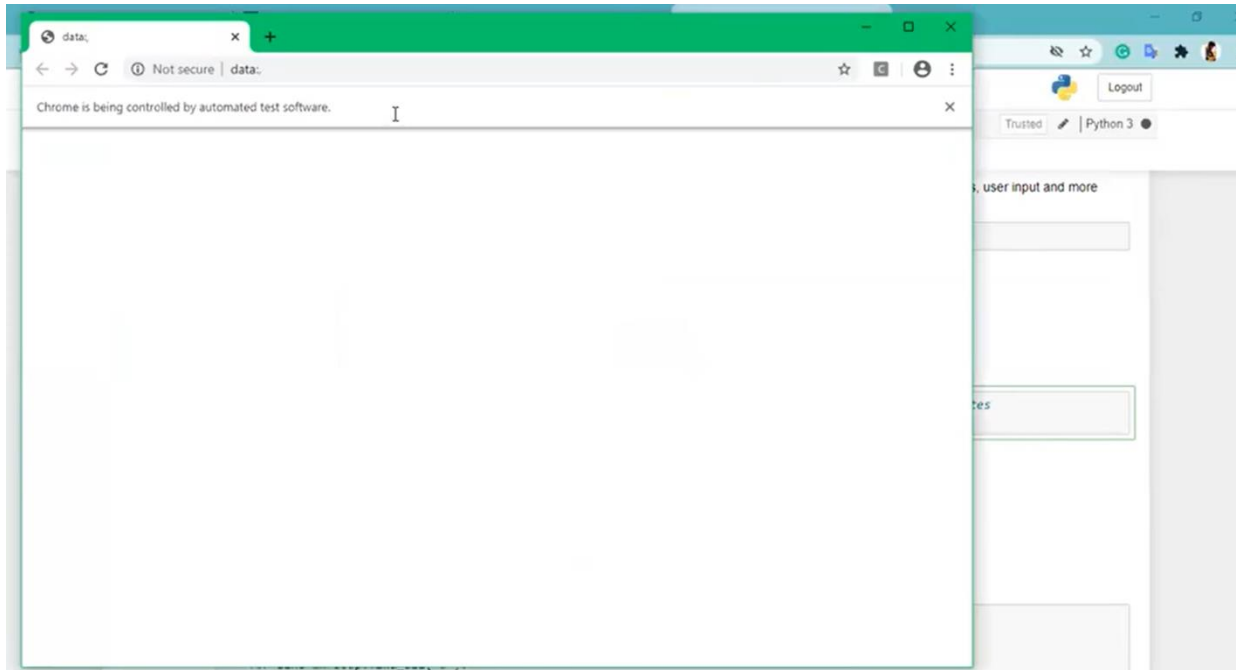 data:,
Not secure | data:,
Chrome is being controlled by automated test software.
Logout
Trusted
Python 3
, user input and more
tes